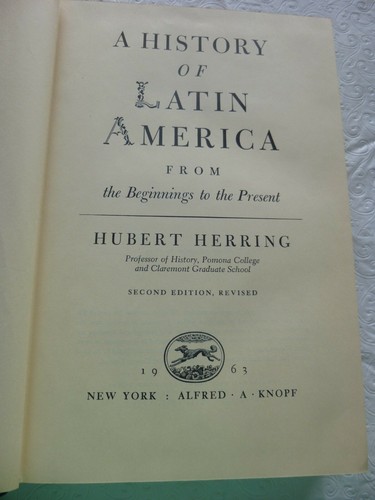 A HISTORY
OF
LATIN
AMERICA
FROM
the Beginnings to the Present
HUBERT HERRING
Professor of History, Pomona College
and Claremont Graduate School
SECOND EDITION, REVISED
19 63
NEW YORK : ALFRED · A · KNOPF